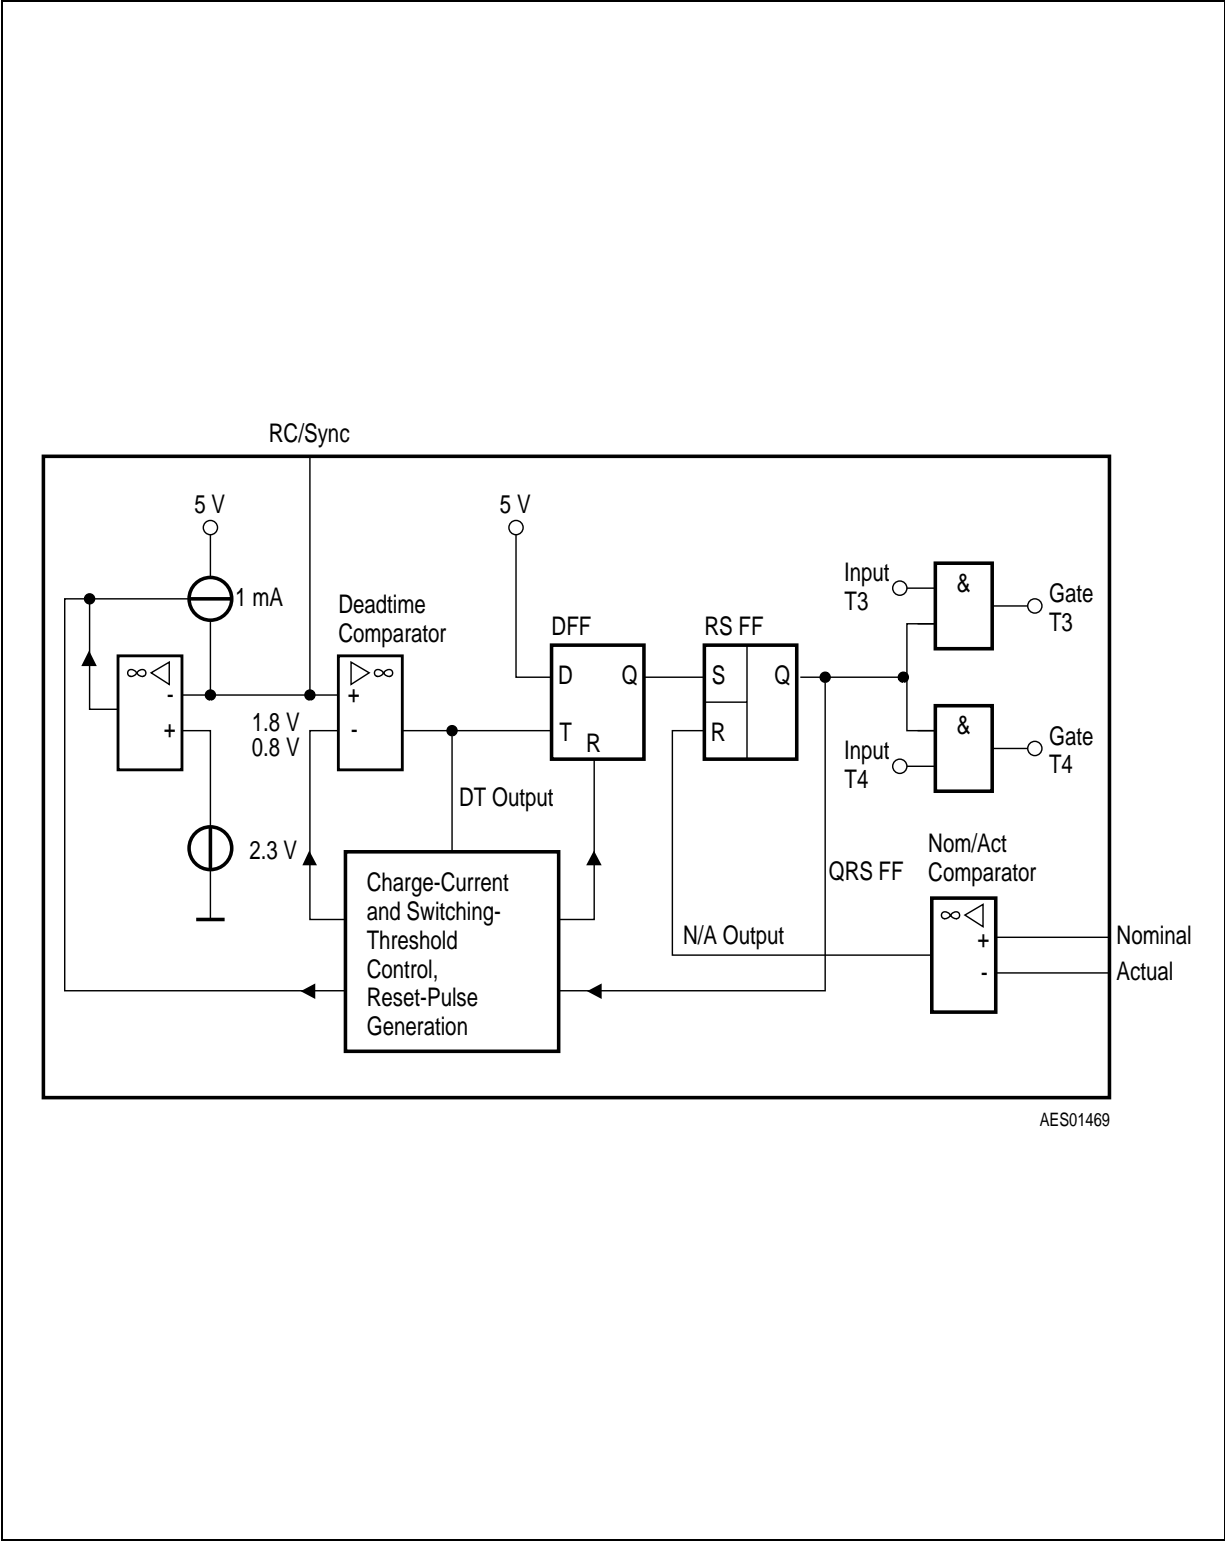 RC/Sync
5 V
5 V
1 mA
Deadtime
Comparator
DFF
RS FF
Input
T3
&
Gate
T3
∞
-
+
1.8 V
0.8 V
∞
+
-
D
Q
T
R
S
Q
R
&
Input
T4
Gate
T4
DT Output
2.3 V
Nom/Act
Comparator
QRS FF
Charge-Current
and Switching-
Threshold
Control,
Reset-Pulse
Generation
N/A Output
∞
+
-
Nominal
Actual
AES01469